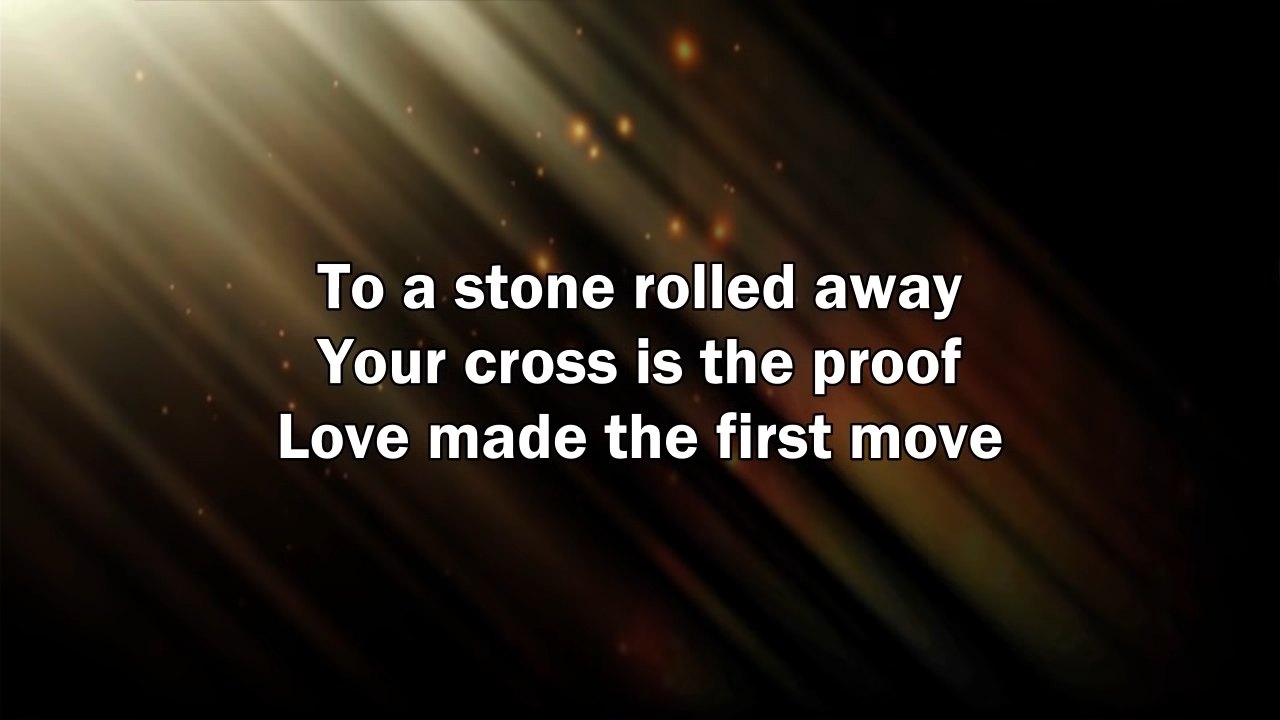 To a stone rolled away
Your cross is the proof
Love made the first move